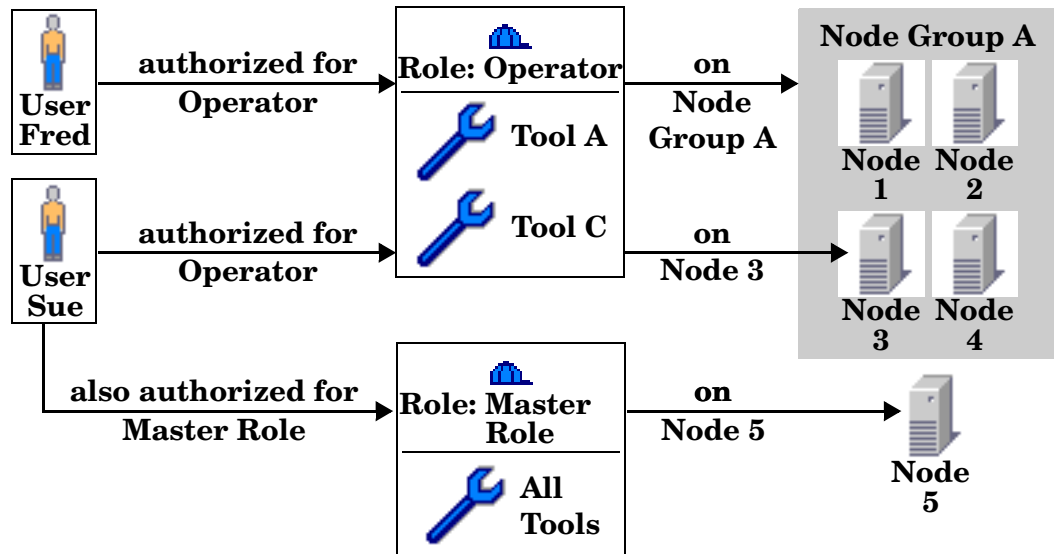 User
Fred
authorized for
Operator
Role: Operator
Tool A
Tool C
on
Node
Group A
Node Group A
Node
1
Node
2
Node
3
Node
4
User
Sue
authorized for
Operator
on
Node 3
also authorized for
Master Role
Role: Master
Role
All
Tools
on
Node 5
Node
5